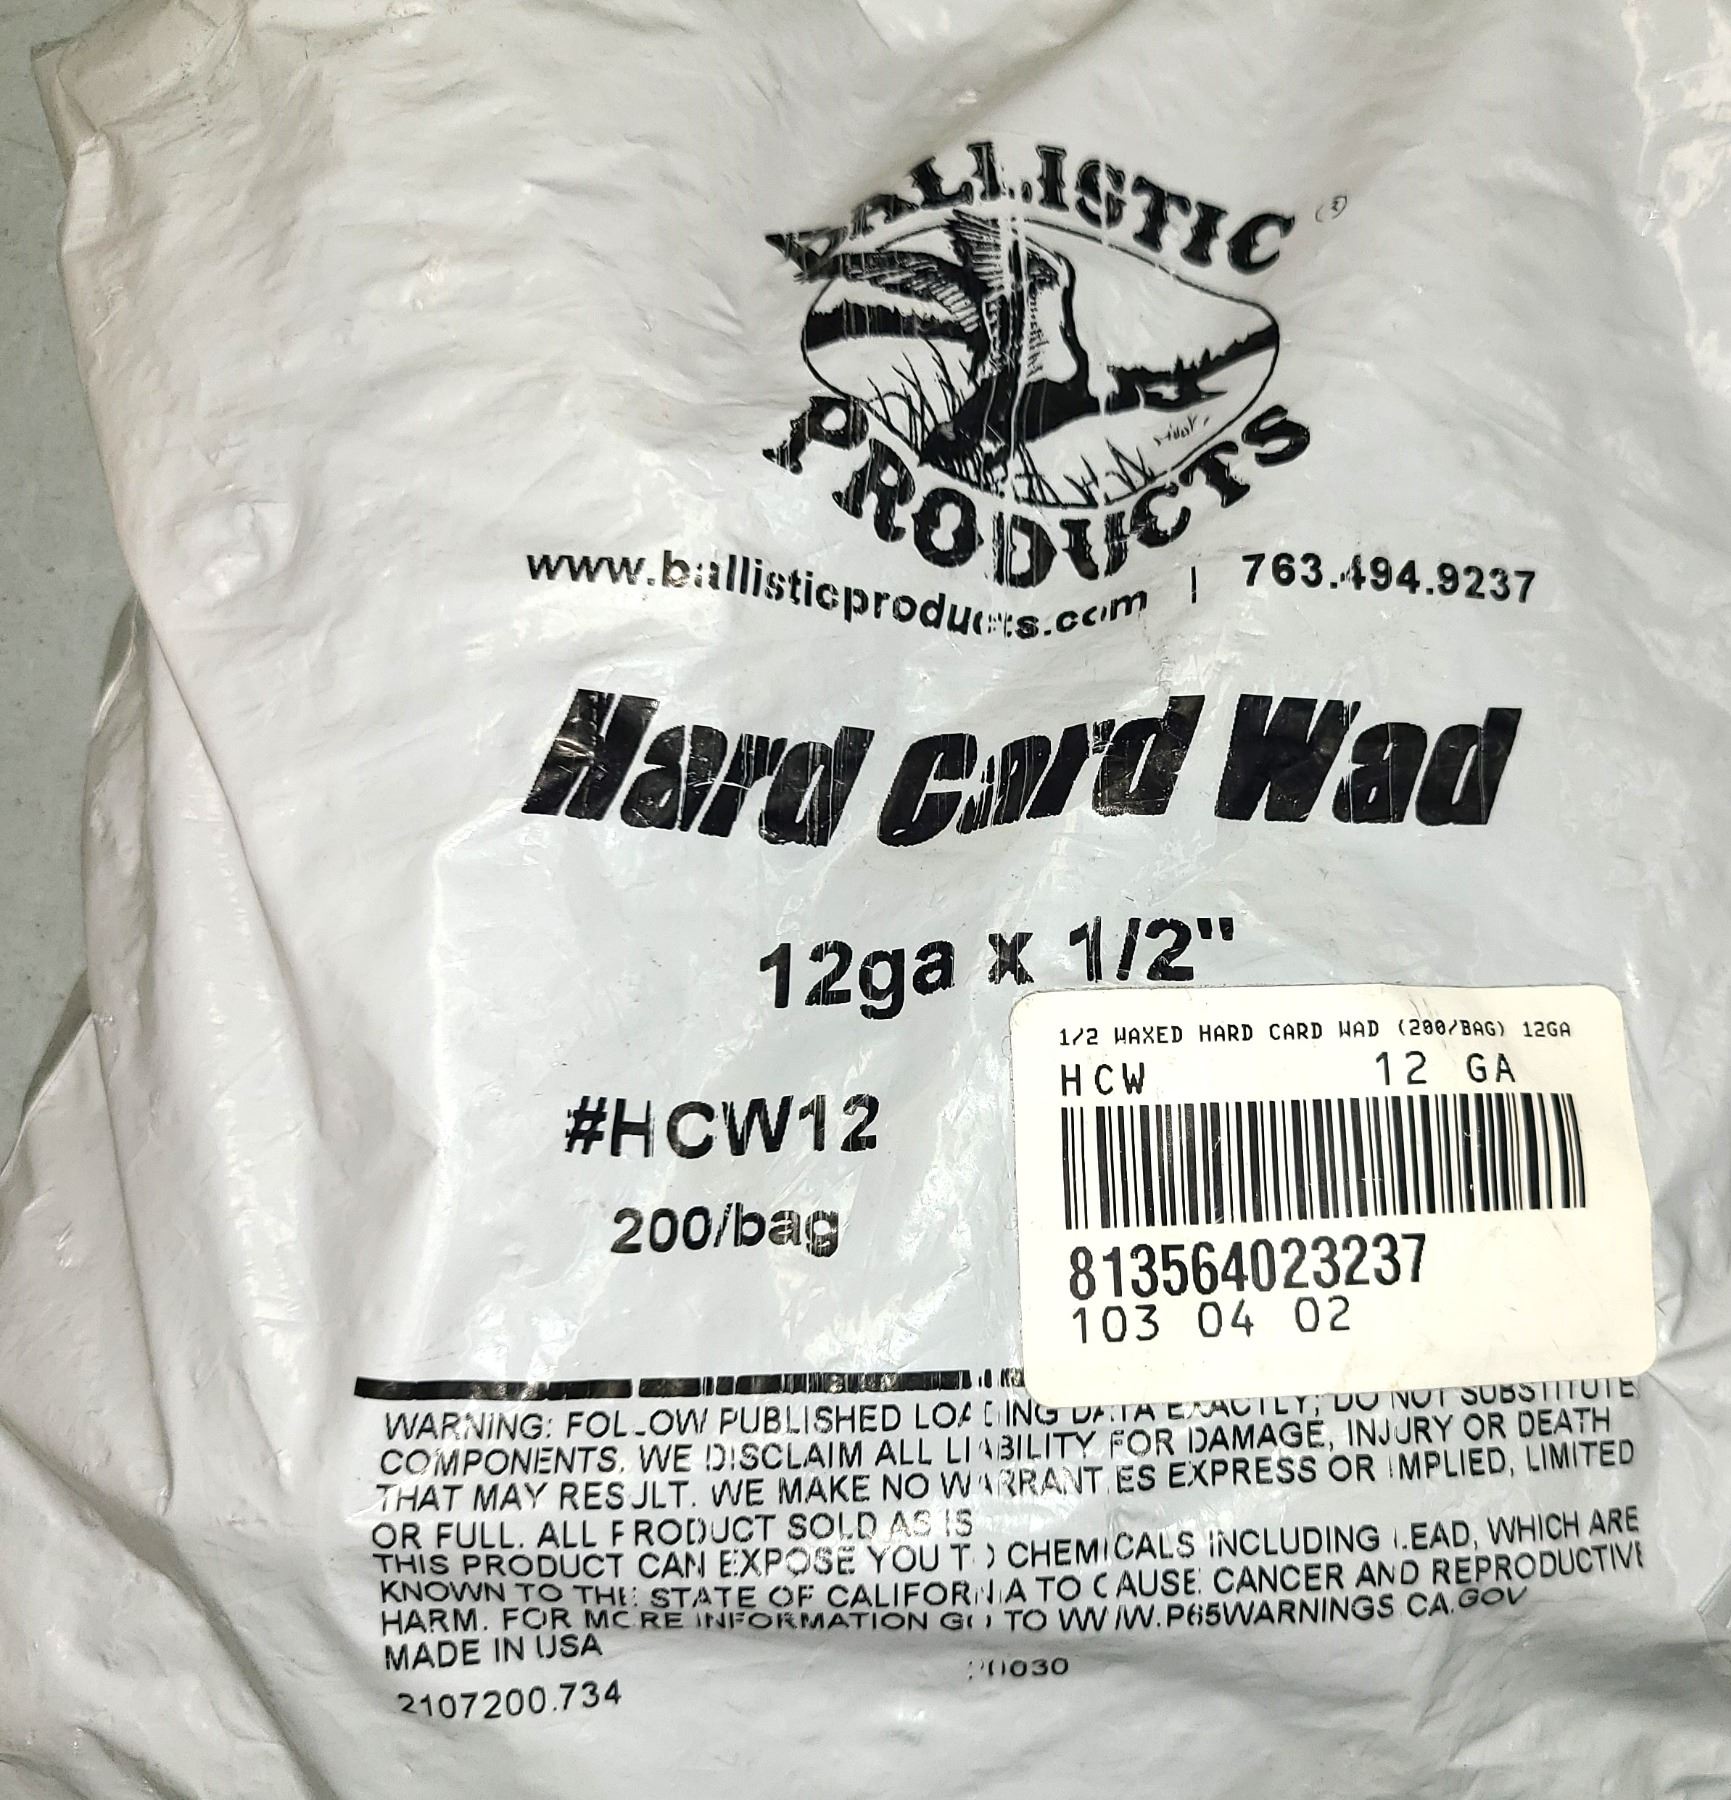 BALLISTIC ®
PRODUCTS
www.ballisticproducts.com | 763.494.9237
Hard Card Wad
12ga x 1/2"
#HCW12
200/bag
1/2 WAXED HARD CARD WAD (200/BAG) 12GA
HCW 12 GA
813564023237
103 04 02
WARNING: FOLLOW PUBLISHED LOADING DATA EXACTLY; DO NOT SUBSTITUTE
COMPONENTS. WE DISCLAIM ALL LIABILITY FOR DAMAGE, INJURY OR DEATH
THAT MAY RESULT. WE MAKE NO WARRANTIES EXPRESS OR IMPLIED, LIMITED
OR FULL. ALL PRODUCT SOLD AS IS
THIS PRODUCT CAN EXPOSE YOU TO CHEMICALS INCLUDING LEAD, WHICH ARE
KNOWN TO THE STATE OF CALIFORNIA TO CAUSE CANCER AND REPRODUCTIVE
HARM. FOR MORE INFORMATION GO TO WWW.P65WARNINGS.CA.GOV
MADE IN USA
2107200.734